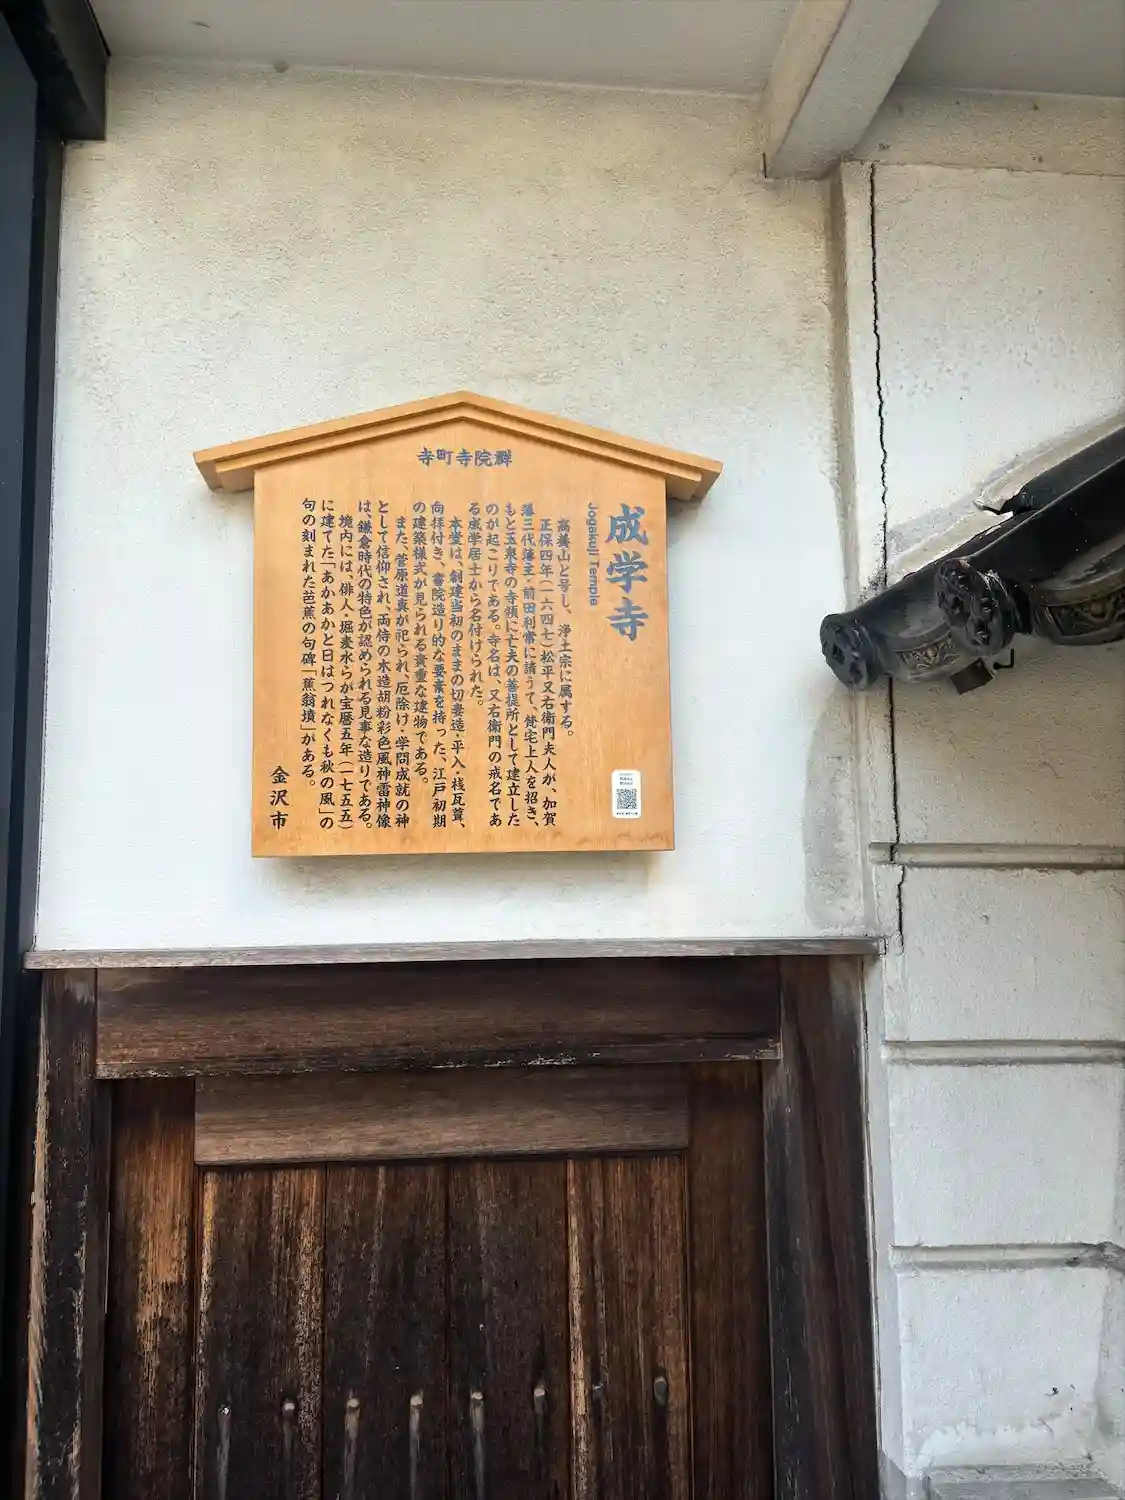 寺町寺院群
成学寺
Jogakuji Temple
高養山と号し、浄土宗に属する。
正保四年(一六四七)松平又右衛門夫人が、加賀
藩三代藩主・前田利常に請うて、梵宅上人を招き、
もと玉泉寺の寺領に亡夫の菩提所として建立した
のが起こりである。寺名は、又右衛門の戒名であ
る成学居士から名付けられた。
本堂は、創建当初のままの切妻造・平入・桟瓦葺、
向拝付き、書院造り的な要素を持った、江戸初期
の建築様式が見られる貴重な建物である。
また、菅原道真が祀られ、厄除け・学問成就の神
として信仰され、両侍の木造胡粉彩色風神雷神像
は、鎌倉時代の特色が認められる見事な造りである。
境内には、俳人・堀麦水らが宝暦五年(一七五五)
に建てた「あかあかと日はつれなくも秋の風」の
句の刻まれた芭蕉の句碑「蕉翁墳」がある。
金沢市